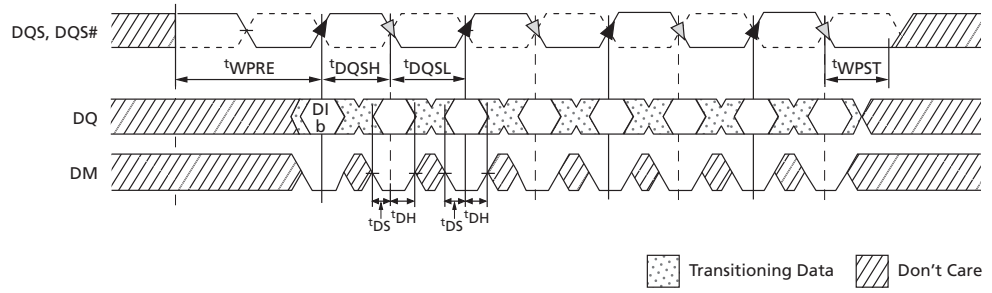 DQS, DQS#
tWPRE
tDQSH
tDQSL
tWPST
DQ
DI
b
DM
tDS
tDH
tDS
tDH
Transitioning Data
Don't Care